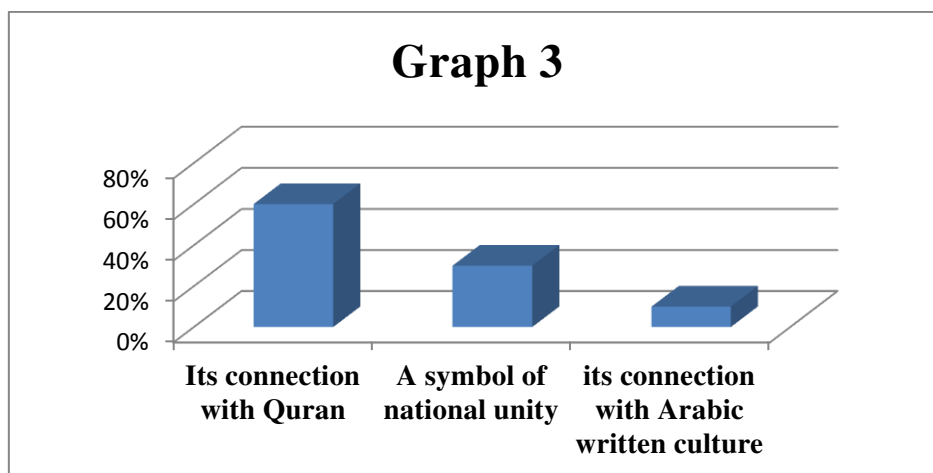 Graph 3
80%
60%
40%
20%
0%
Its connection
with Quran
A symbol of
national unity
its connection
with Arabic
written culture